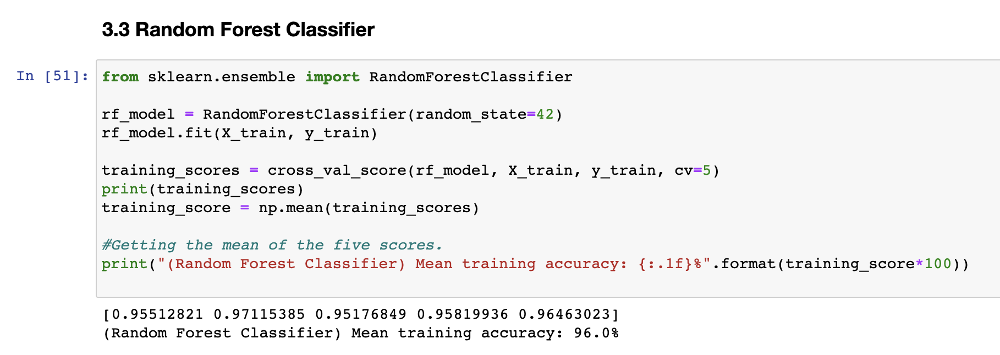 3.3 Random Forest Classifier
In [51]:
from sklearn.ensemble import RandomForestClassifier
rf_model = RandomForestClassifier(random_state=42)
rf_model.fit(X_train, y_train)
training_scores = cross_val_score(rf_model, X_train, y_train, cv=5)
print(training_scores)
training_score = np.mean(training_scores)
#Getting the mean of the five scores.
print("(Random Forest Classifier) Mean training accuracy: {:.1f}%".format(training_score*100))
[0.95512821 0.97115385 0.95176849 0.95819936 0.96463023]
(Random Forest Classifier) Mean training accuracy: 96.0%